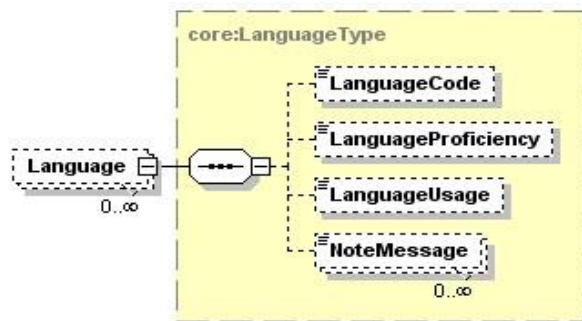 core:LanguageType
LanguageCode
LanguageProficiency
Language
0..∞
LanguageUsage
NoteMessage
0..∞